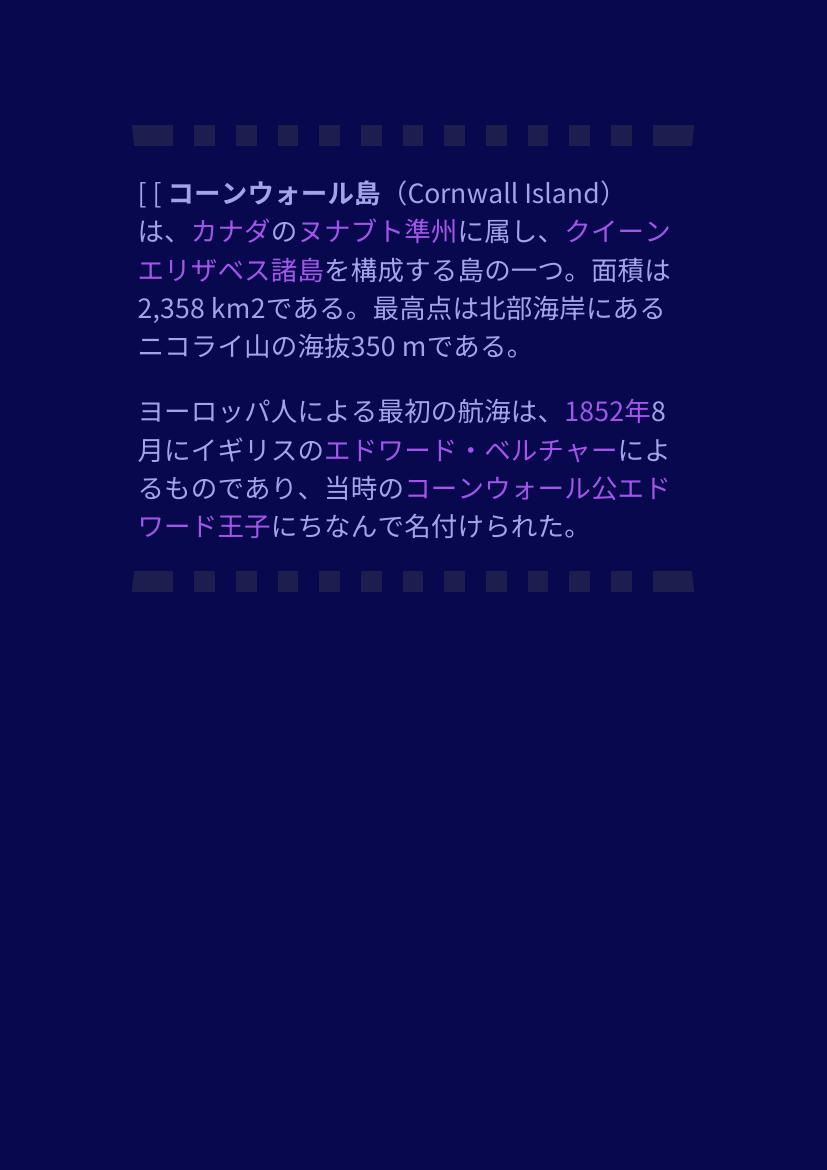 [ [ コーンウォール島（Cornwall Island）
は、カナダのヌナブト準州に属し、クイーン
エリザベス諸島を構成する島の一つ。面積は
2,358 km2である。最高点は北部海岸にある
ニコライ山の海抜350 mである。
ヨーロッパ人による最初の航海は、1852年8
月にイギリスのエドワード・ベルチャーによ
るものであり、当時のコーンウォール公エド
ワード王子にちなんで名付けられた。